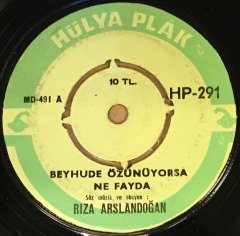 HÜLYA PLAK
10 TL.
MD-491 A
HP-291
BEYHUDE ÖZÜNÜYORSA
NE FAYDA
Söz müzik ve okuyan :
RIZA ARSLANDOĞAN